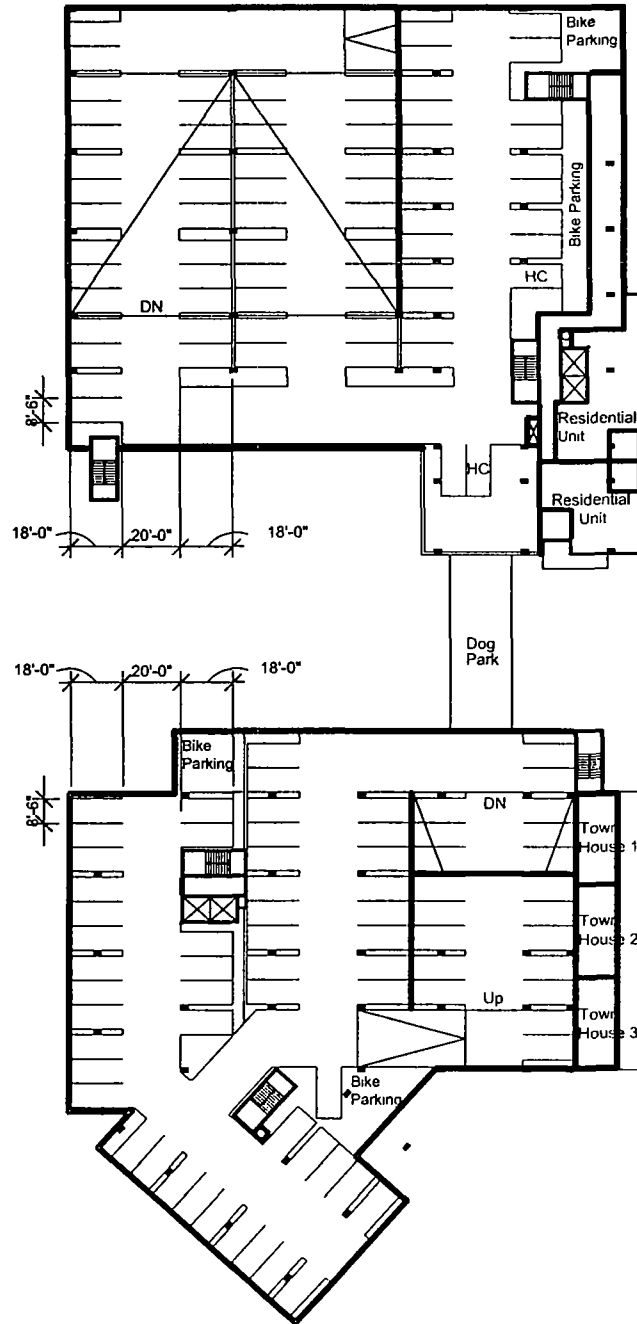 Bike
Parking
Bike Parking
HC
DN
8'-6"
Residential
Unit
HC
Residential
Unit
18'-0"
20'-0"
18'-0"
Dog
Park
18'-0"
20'-0"
18'-0"
Bike
Parking
8'-6"
DN
Town
House 1
Town
House 2
Up
Town
House 3
Bike
Parking